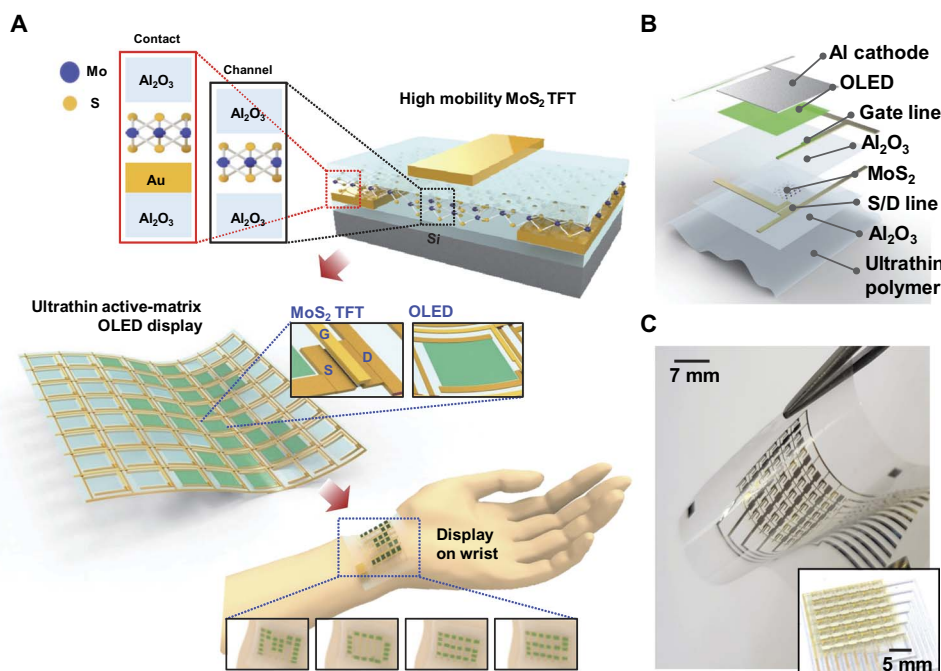 A
Contact
Mo
S
Al₂O₃
Au
Al₂O₃
Channel
Al₂O₃
Al₂O₃
High mobility MoS₂ TFT
Si
Ultrathin active-matrix
OLED display
MoS₂ TFT
G
D
S
OLED
Display
on wrist
B
Al cathode
OLED
Gate line
Al₂O₃
MoS₂
S/D line
Al₂O₃
Ultrathin
polymer
C
7 mm
5 mm